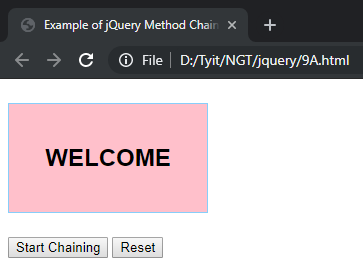 Example of jQuery Method Chain
File D:/Tyit/NGT/jquery/9A.html
WELCOME
Start Chaining Reset